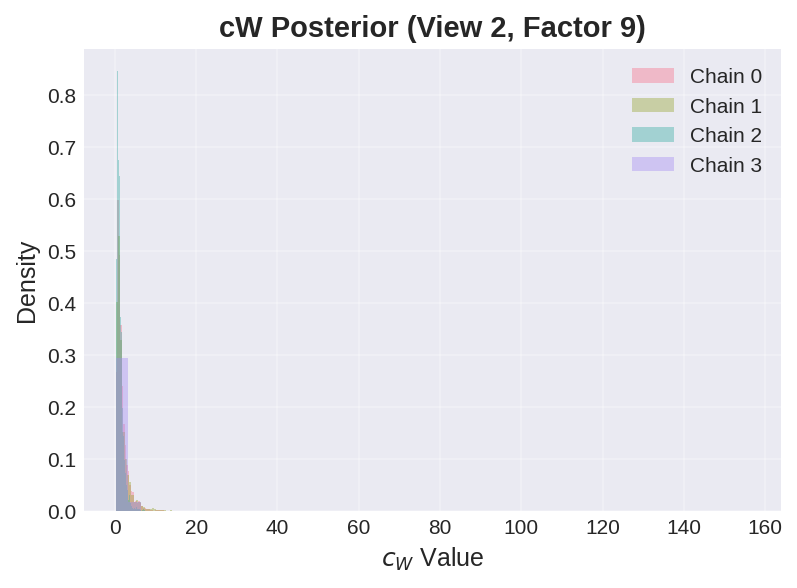 cW Posterior (View 2, Factor 9)
Chain 0
Chain 1
Chain 2
Chain 3
Density
0.8
0.7
0.6
0.5
0.4
0.3
0.2
0.1
0.0
0 20 40 60 80 100 120 140 160
c_W Value